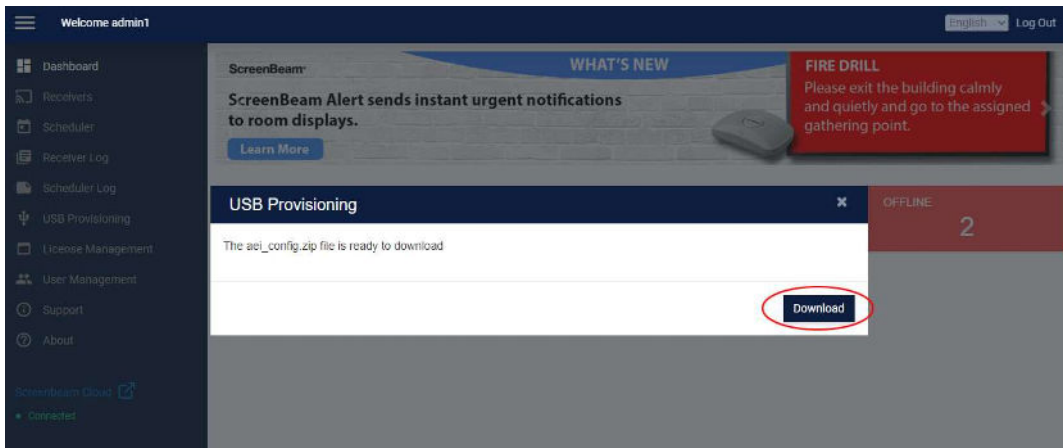 Welcome admin1
English
Log Out
Dashboard
Receivers
Scheduler
Receiver Log
Scheduler Log
USB Provisioning
License Management
User Management
Support
About
Screenbeam Cloud
Connected
ScreenBeam
WHAT'S NEW
ScreenBeam Alert sends instant urgent notifications
to room displays.
Learn More
FIRE DRILL
Please exit the building calmly
and quietly and go to the assigned
gathering point.
USB Provisioning
The aei_config.zip file is ready to download
Download
OFFLINE
2